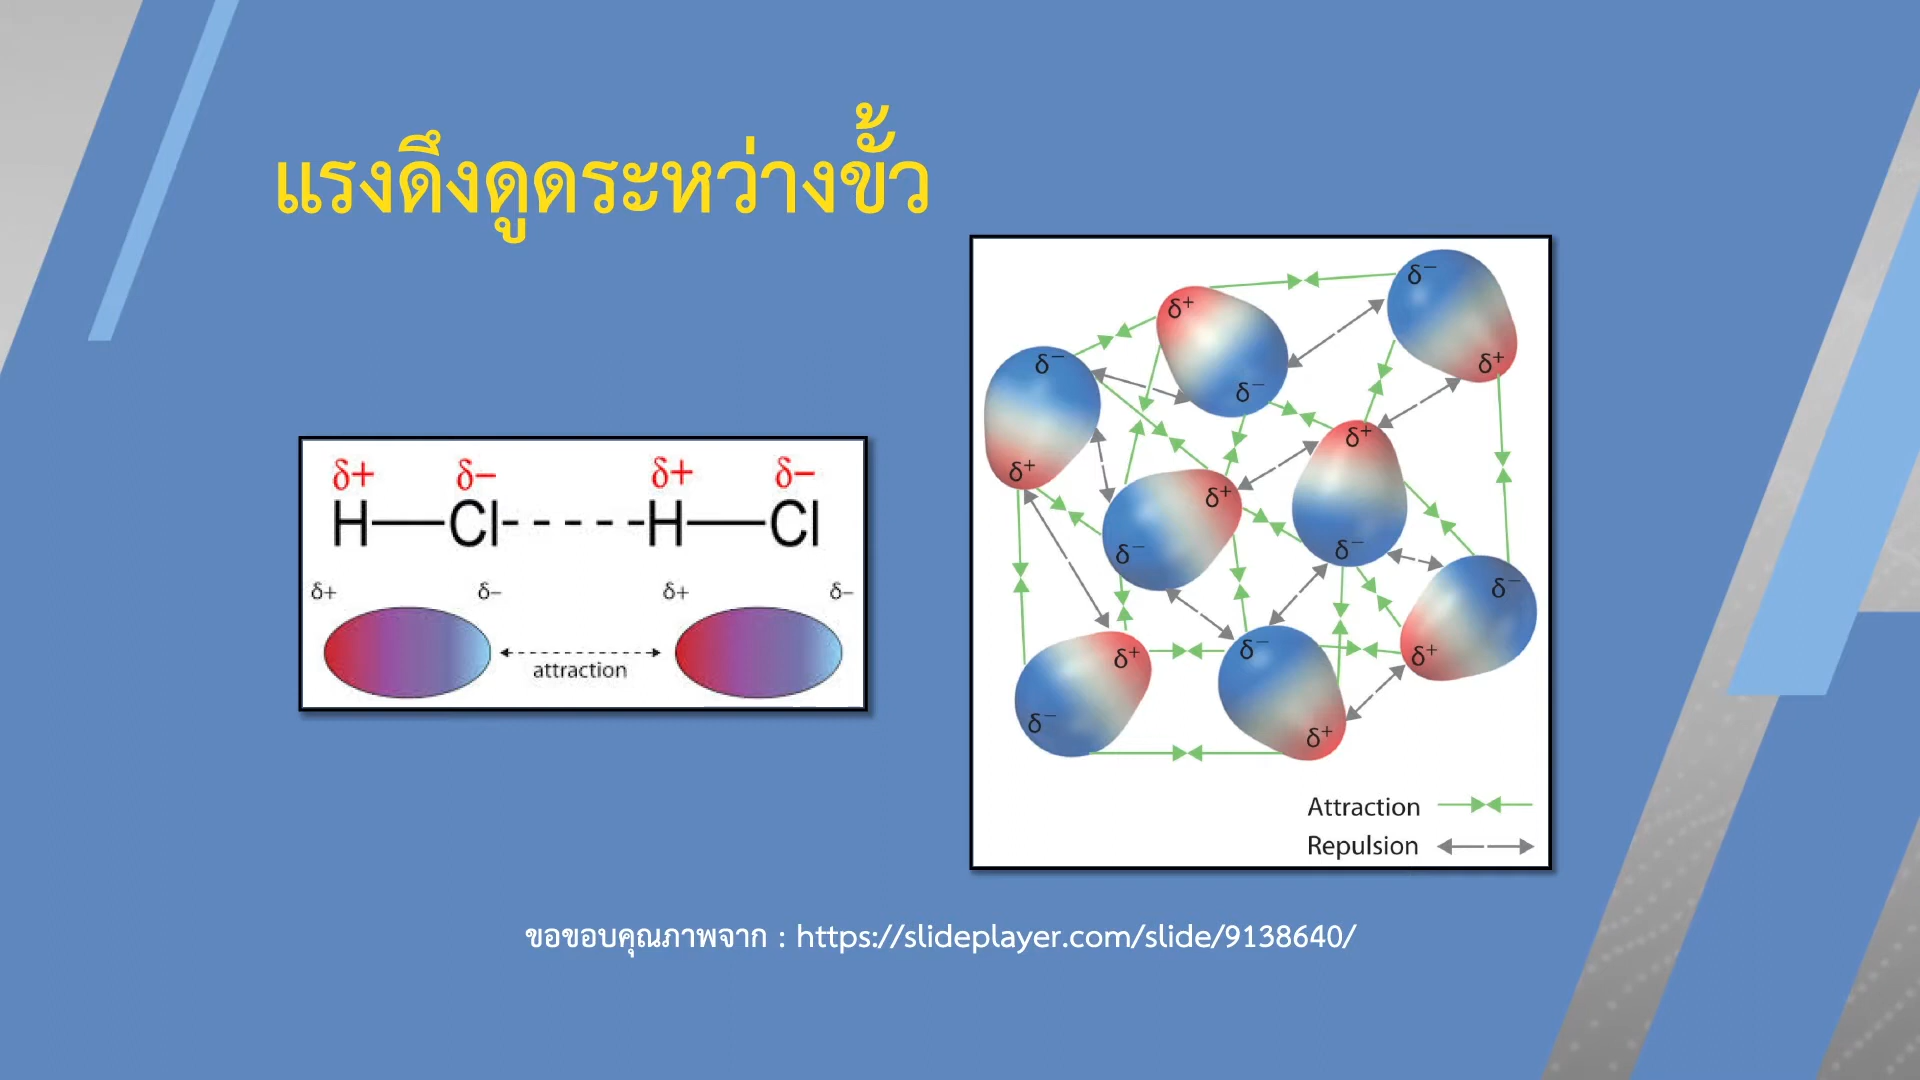 แรงดึงดูดระหว่างขั้ว
δ+ δ− δ+ δ−
H Cl H Cl
δ+ δ− δ+ δ−
attraction
δ− δ+
δ+ δ−
δ− δ+
δ+ δ−
δ+ δ−
δ+ δ−
δ− δ+
δ+ δ−
δ− δ+
Attraction
Repulsion
ขอขอบคุณภาพจาก : https://slideplayer.com/slide/9138640/